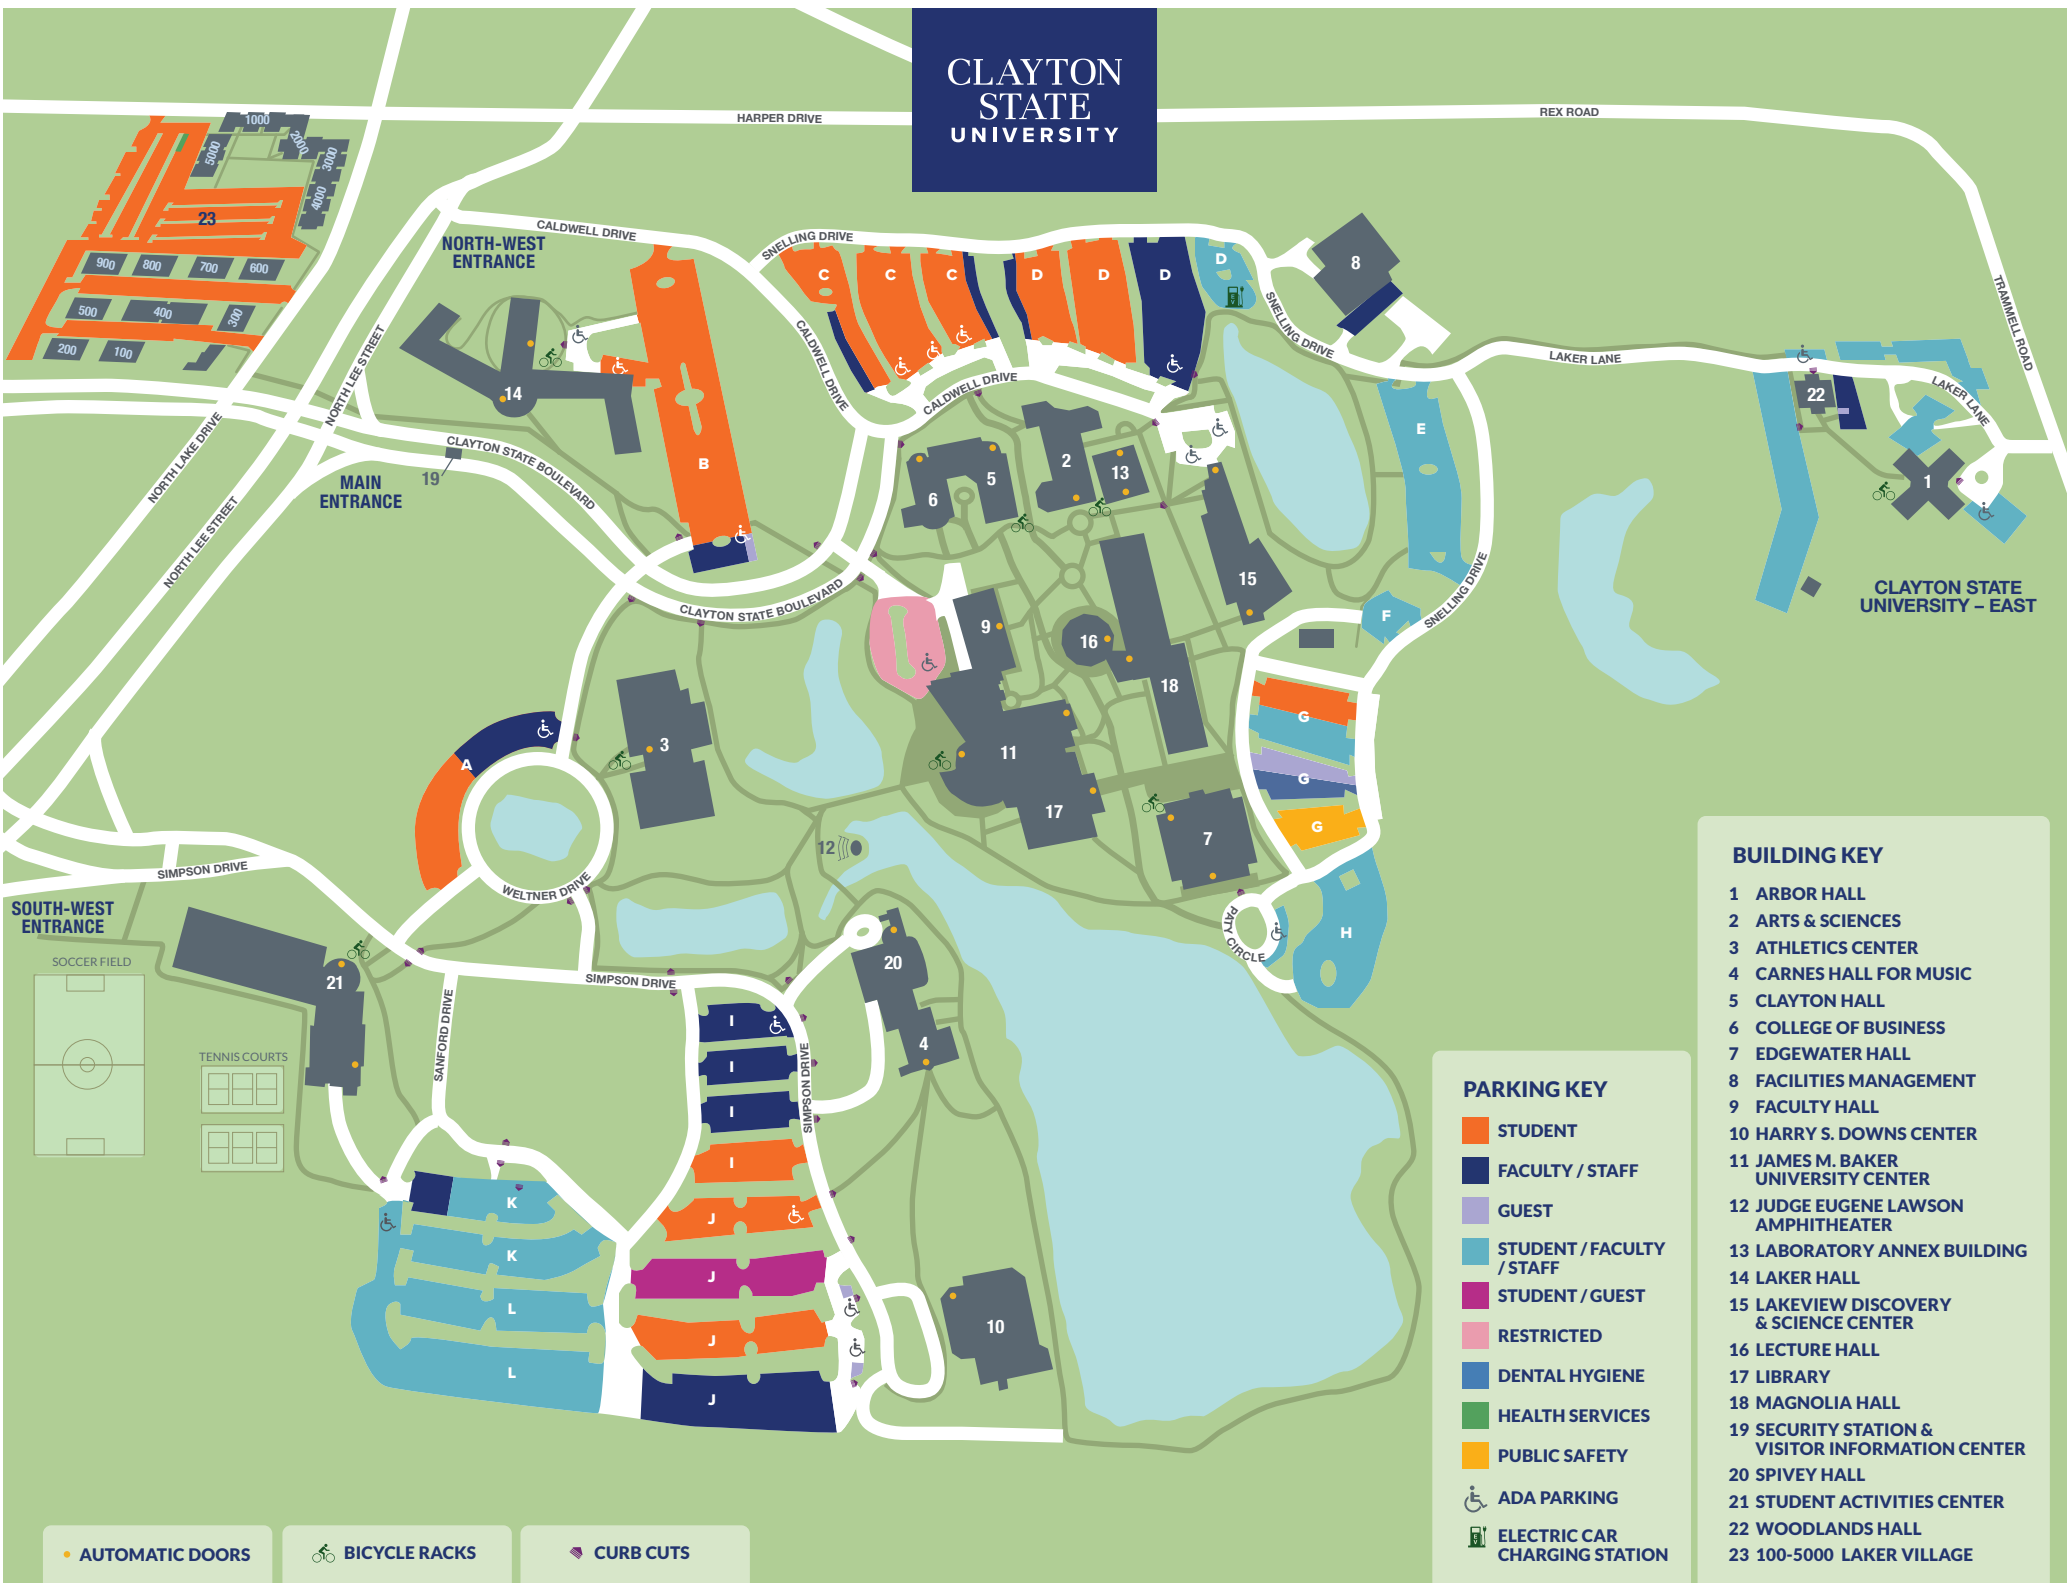 CLAYTON
STATE
UNIVERSITY
HARPER DRIVE
REX ROAD
TRAMMELL ROAD
1000
2000
3000
4000
5000
23
900
800
700
600
500
400
300
200
100
NORTH-WEST
ENTRANCE
CALDWELL DRIVE
SNELLING DRIVE
C
C
C
D
D
D
D
8
SNELLING DRIVE
CALDWELL DRIVE
CALDWELL DRIVE
LAKER LANE
LAKER LANE
22
1
CLAYTON STATE
UNIVERSITY – EAST
NORTH LEE STREET
NORTH LAKE DRIVE
NORTH LEE STREET
14
B
CLAYTON STATE BOULEVARD
19
MAIN
ENTRANCE
6
5
2
13
15
E
F
SNELLING DRIVE
CLAYTON STATE BOULEVARD
9
16
18
11
17
7
G
G
G
H
PATY CIRCLE
3
A
12
WELTNER DRIVE
SIMPSON DRIVE
SOUTH-WEST
ENTRANCE
SOCCER FIELD
TENNIS COURTS
21
SANFORD DRIVE
SIMPSON DRIVE
SIMPSON DRIVE
20
4
10
I
I
I
I
J
J
J
J
K
K
L
L
PARKING KEY
STUDENT
FACULTY / STAFF
GUEST
STUDENT / FACULTY
/ STAFF
STUDENT / GUEST
RESTRICTED
DENTAL HYGIENE
HEALTH SERVICES
PUBLIC SAFETY
ADA PARKING
ELECTRIC CAR
CHARGING STATION
BUILDING KEY
1 ARBOR HALL
2 ARTS & SCIENCES
3 ATHLETICS CENTER
4 CARNES HALL FOR MUSIC
5 CLAYTON HALL
6 COLLEGE OF BUSINESS
7 EDGEWATER HALL
8 FACILITIES MANAGEMENT
9 FACULTY HALL
10 HARRY S. DOWNS CENTER
11 JAMES M. BAKER
UNIVERSITY CENTER
12 JUDGE EUGENE LAWSON
AMPHITHEATER
13 LABORATORY ANNEX BUILDING
14 LAKER HALL
15 LAKEVIEW DISCOVERY
& SCIENCE CENTER
16 LECTURE HALL
17 LIBRARY
18 MAGNOLIA HALL
19 SECURITY STATION &
VISITOR INFORMATION CENTER
20 SPIVEY HALL
21 STUDENT ACTIVITIES CENTER
22 WOODLANDS HALL
23 100-5000 LAKER VILLAGE
AUTOMATIC DOORS
BICYCLE RACKS
CURB CUTS